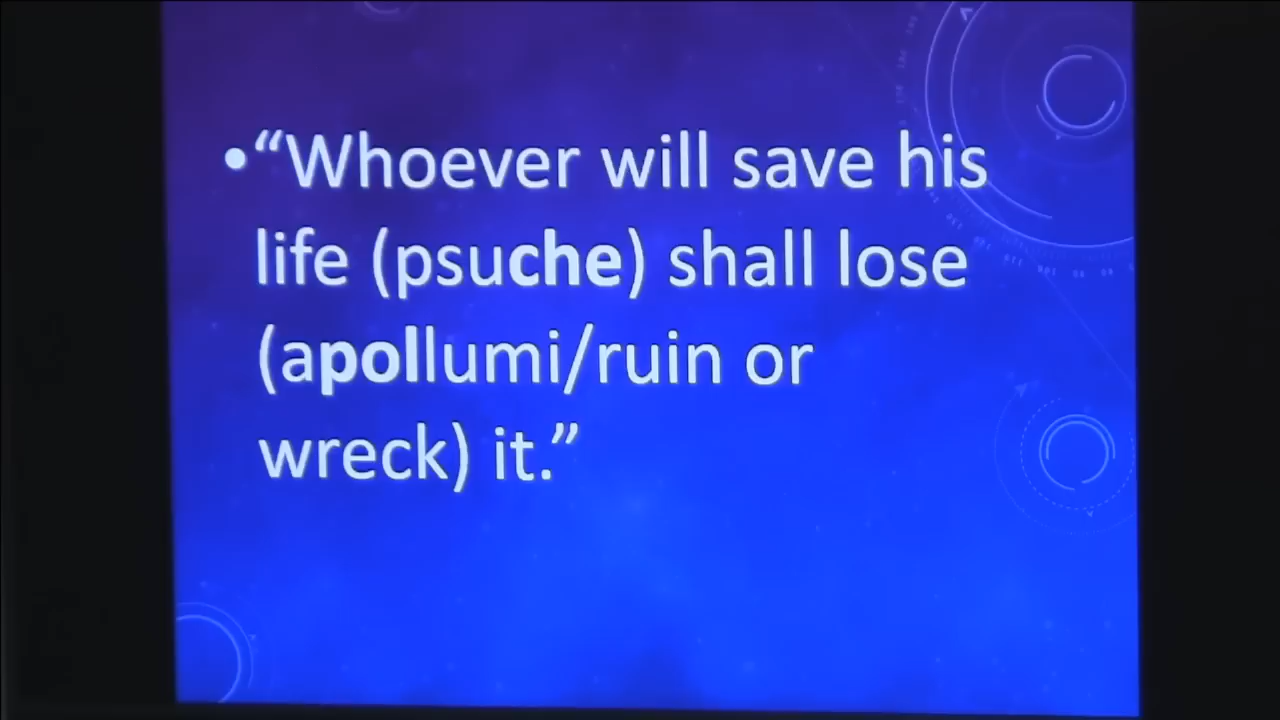 •“Whoever will save his
life (psuche) shall lose
(apollumi/ruin or
wreck) it.”